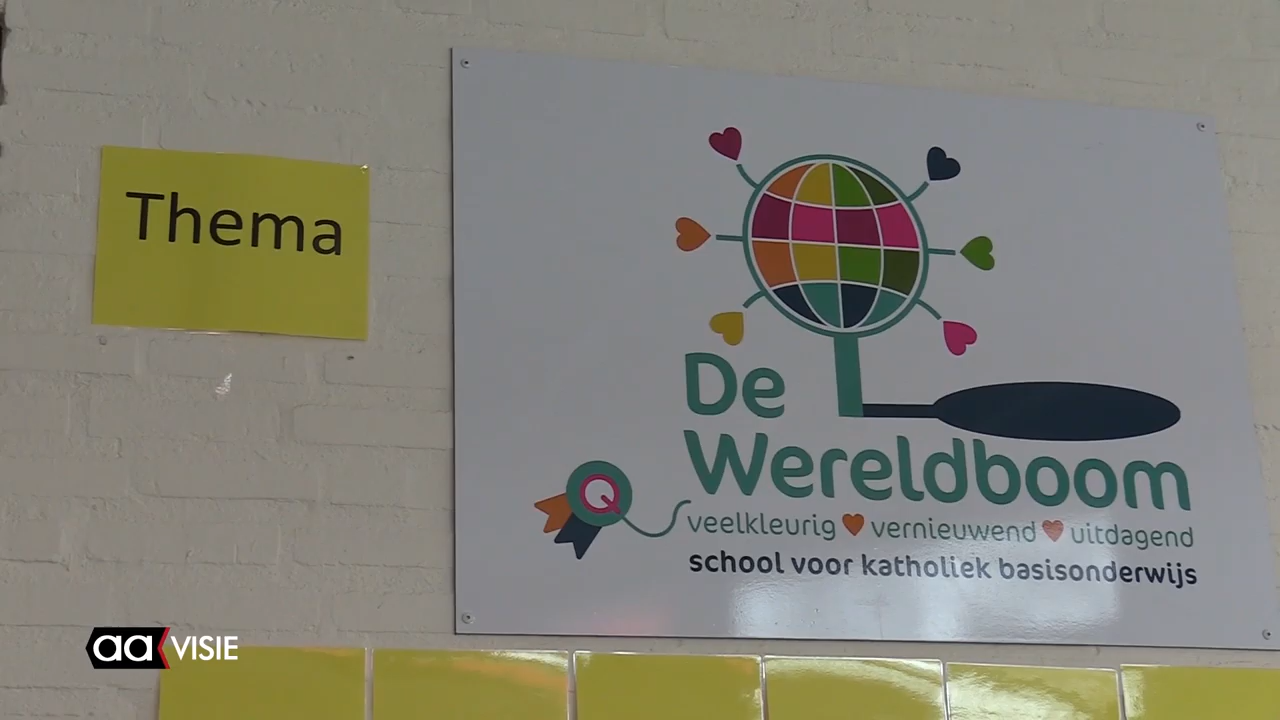 Thema
De
Wereldboom
Q
veelkleurig vernieuwend uitdagend
school voor katholiek basisonderwijs
aa VISIE